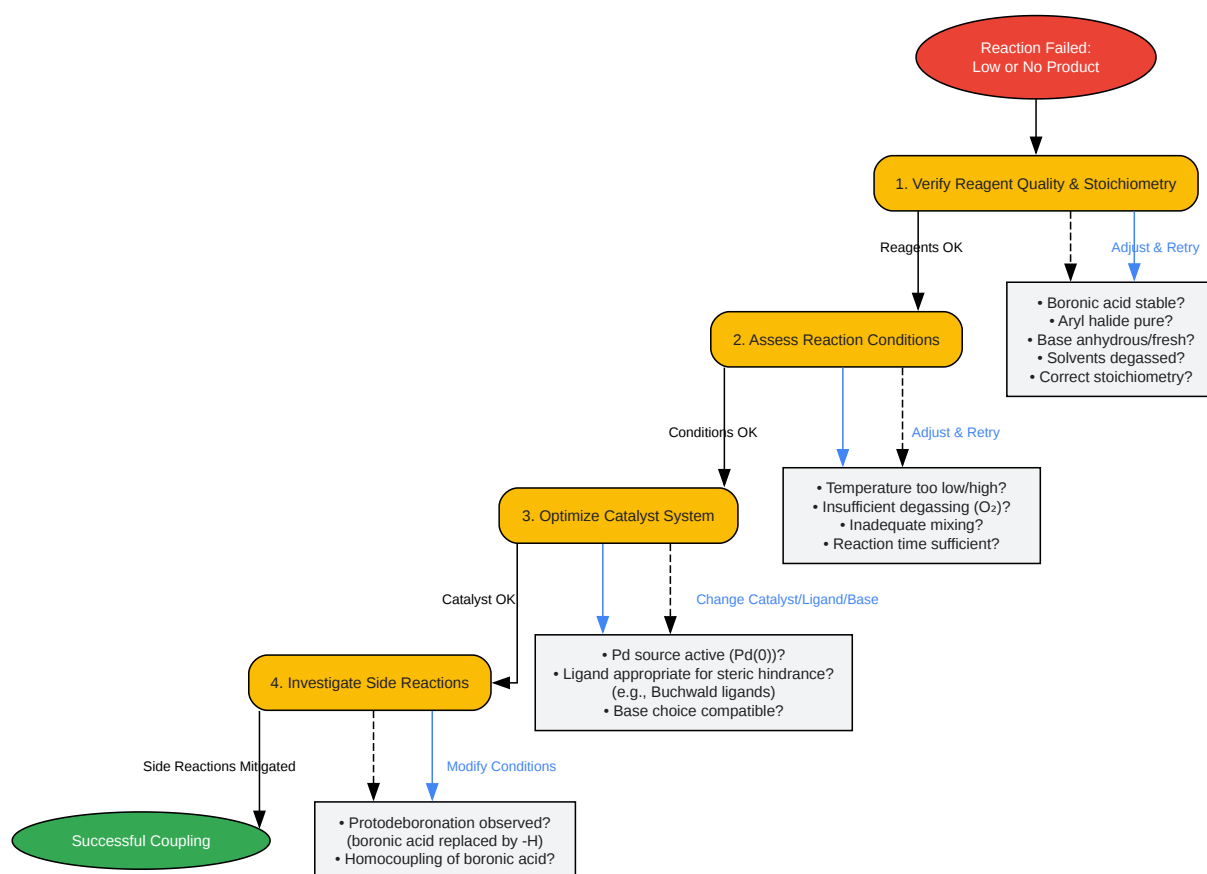 Reaction Failed:
Low or No Product
1. Verify Reagent Quality & Stoichiometry
Reagents OK
Adjust & Retry
• Boronic acid stable?
• Aryl halide pure?
• Base anhydrous/fresh?
• Solvents degassed?
• Correct stoichiometry?
2. Assess Reaction Conditions
Conditions OK
Adjust & Retry
• Temperature too low/high?
• Insufficient degassing (O₂)?
• Inadequate mixing?
• Reaction time sufficient?
3. Optimize Catalyst System
Catalyst OK
Change Catalyst/Ligand/Base
• Pd source active (Pd(0))?
• Ligand appropriate for steric hindrance?
(e.g., Buchwald ligands)
• Base choice compatible?
4. Investigate Side Reactions
Side Reactions Mitigated
Modify Conditions
• Protodeboronation observed?
(boronic acid replaced by -H)
• Homocoupling of boronic acid?
Successful Coupling